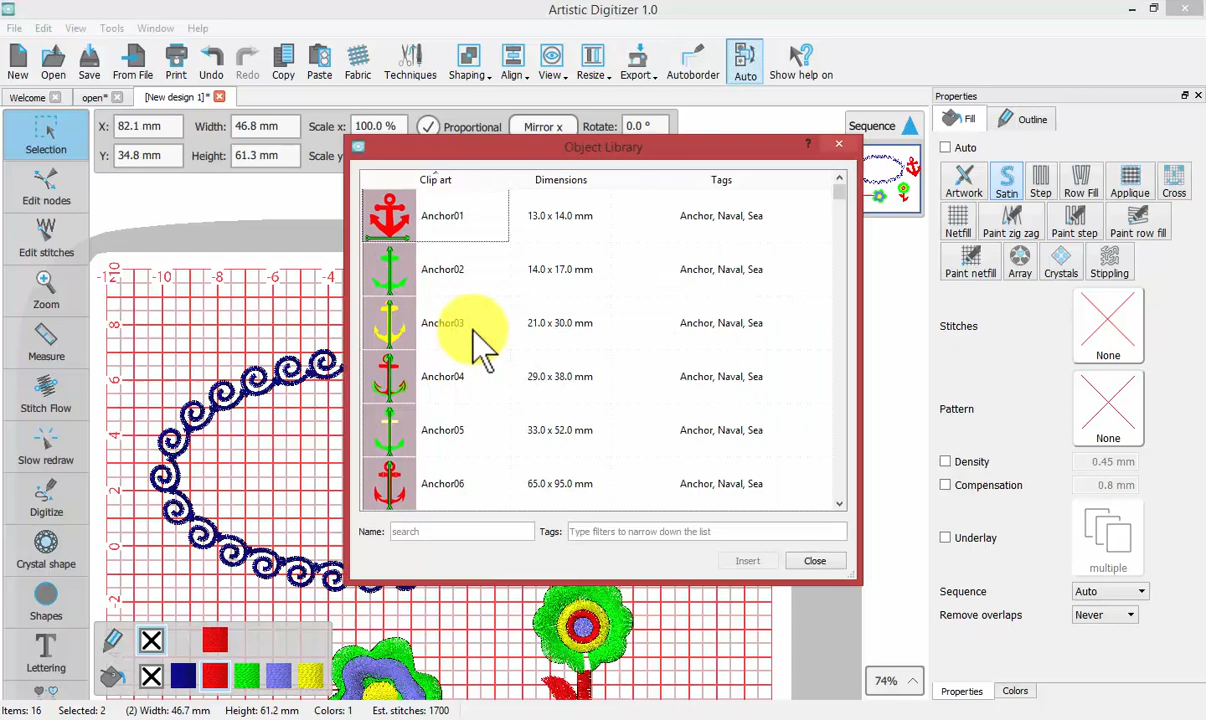 Artistic Digitizer 1.0
File Edit View Tools Window Help
New Open Save From File Print Undo Redo Copy Paste Fabric Techniques Shaping Align View Resize Export Autoborder Auto Show help on
Welcome open* [New design 1]*
Properties
Selection
Edit nodes
Edit stitches
Zoom
Measure
Stitch Flow
Slow redraw
Digitize
Crystal shape
Shapes
Lettering
X: 82.1 mm Width: 46.8 mm Scale x: 100.0 % Proportional Mirror x Rotate: 0.0 °
Y: 34.8 mm Height: 61.3 mm Scale y
Sequence
-10 -8 -6 -4
10
8
6
4
2
0
-2
Object Library
?
Clip art Dimensions Tags
Anchor01 13.0 x 14.0 mm Anchor, Naval, Sea
Anchor02 14.0 x 17.0 mm Anchor, Naval, Sea
Anchor03 21.0 x 30.0 mm Anchor, Naval, Sea
Anchor04 29.0 x 38.0 mm Anchor, Naval, Sea
Anchor05 33.0 x 52.0 mm Anchor, Naval, Sea
Anchor06 65.0 x 95.0 mm Anchor, Naval, Sea
Name: search Tags: Type filters to narrow down the list
Insert Close
74%
Fill Outline
Auto
Artwork Satin Step Row Fill Applique Cross
Netfill Paint zig zag Paint step Paint row fill
Paint netfill Array Crystals Stippling
Stitches None
Pattern None
Density 0.45 mm
Compensation 0.8 mm
Underlay multiple
Sequence Auto
Remove overlaps Never
Properties Colors
Items: 16 Selected: 2 (2) Width: 46.7 mm Height: 61.2 mm Colors: 1 Est. stitches: 1700